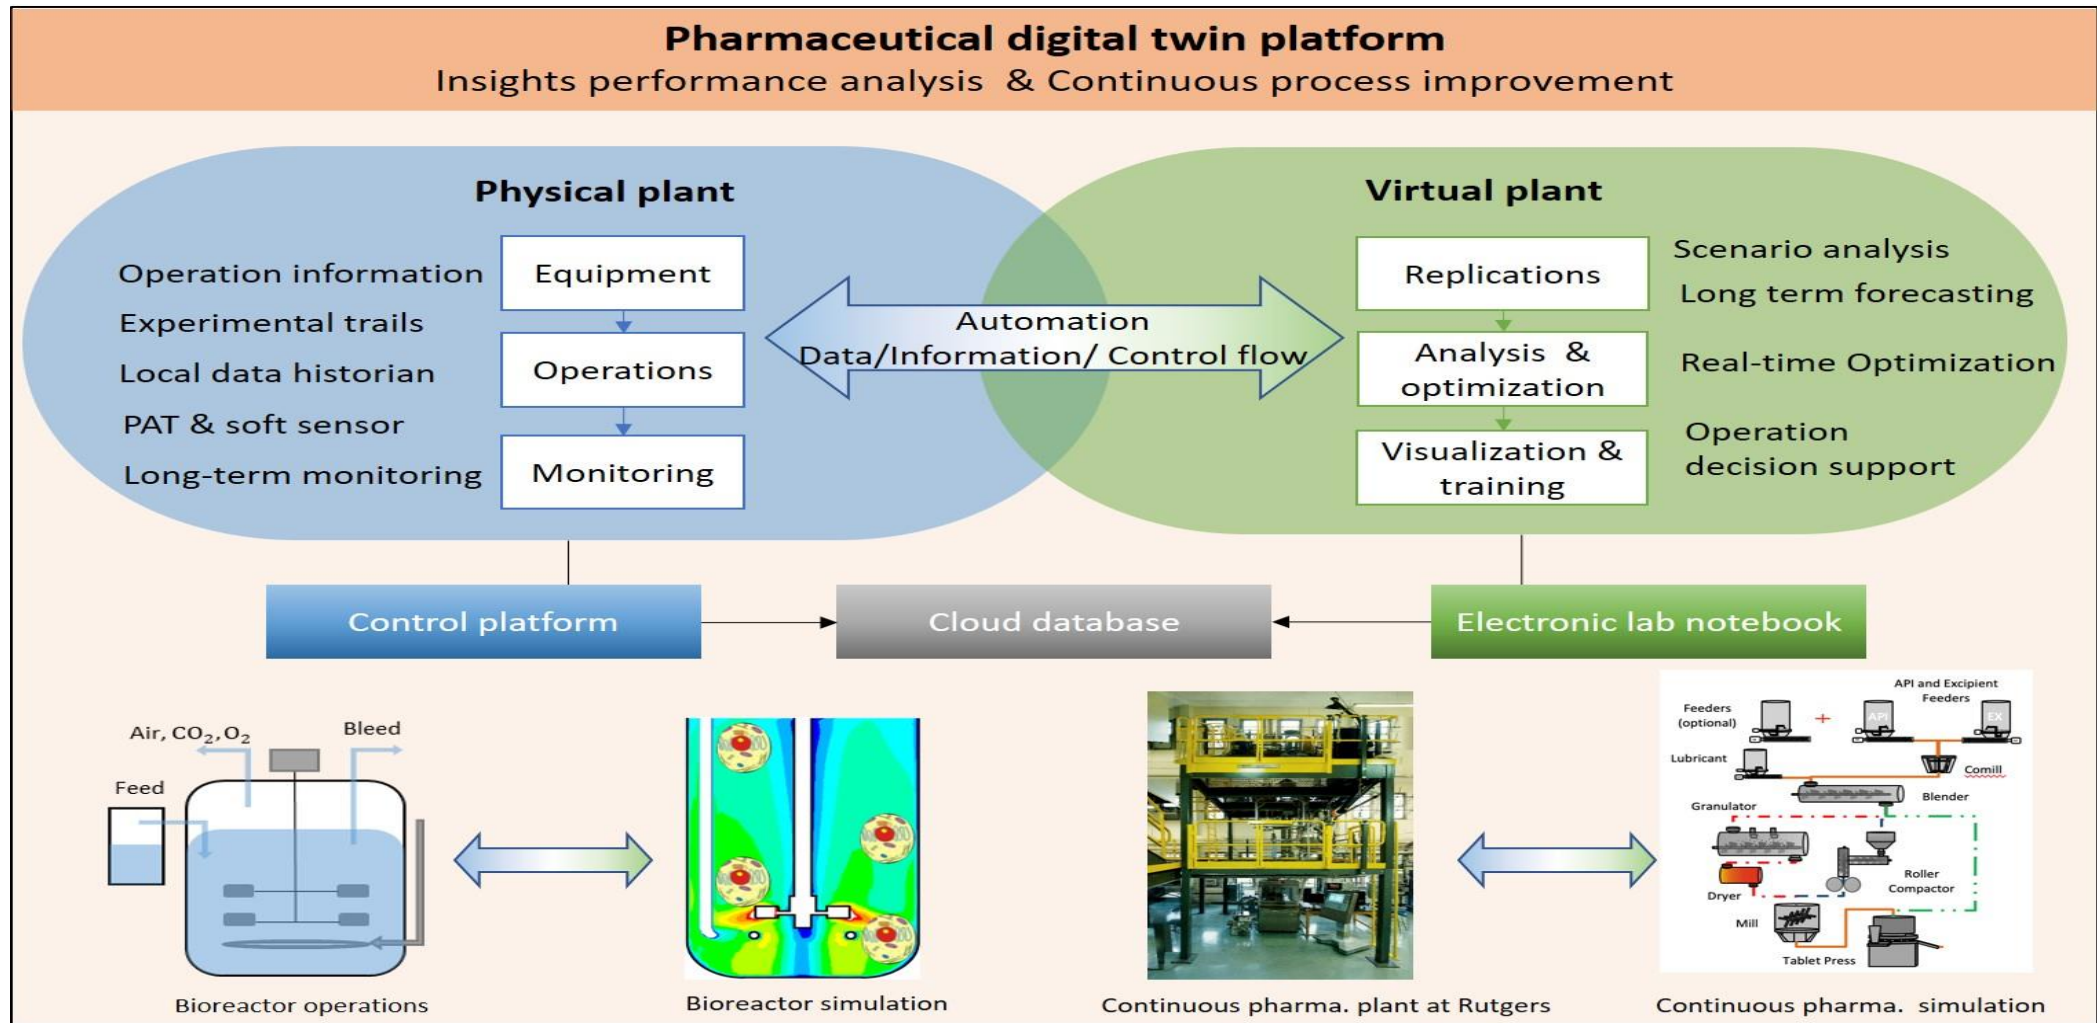 Pharmaceutical digital twin platform
Insights performance analysis & Continuous process improvement
Physical plant
Operation information
Experimental trails
Local data historian
PAT & soft sensor
Long-term monitoring
Equipment
Operations
Monitoring
Automation
Data/Information/ Control flow
Virtual plant
Replications
Analysis &
optimization
Visualization &
training
Scenario analysis
Long term forecasting
Real-time Optimization
Operation
decision support
Control platform
Cloud database
Electronic lab notebook
Air, CO₂,O₂
Bleed
Feed
Bioreactor operations
Bioreactor simulation
Continuous pharma. plant at Rutgers
API and Excipient
Feeders
Feeders
(optional)
+
API
EX
Lubricant
Comill
Blender
Granulator
Roller
Compactor
Dryer
Mill
Tablet Press
Continuous pharma. simulation